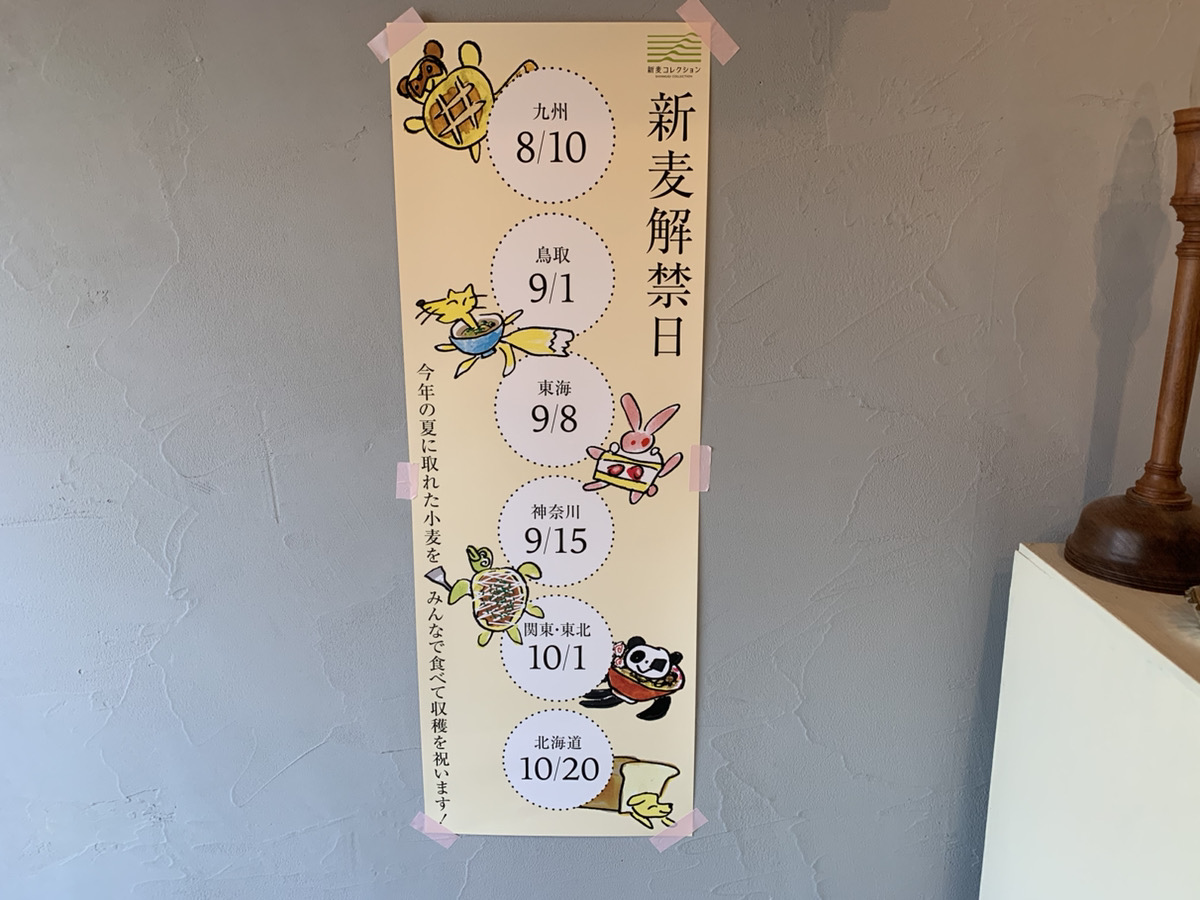 新麦コレクション
新麦解禁日
九州
8/10
鳥取
9/1
東海
9/8
神奈川
9/15
関東・東北
10/1
北海道
10/20
今年の夏に取れた小麦を みんなで食べて収穫を祝います!